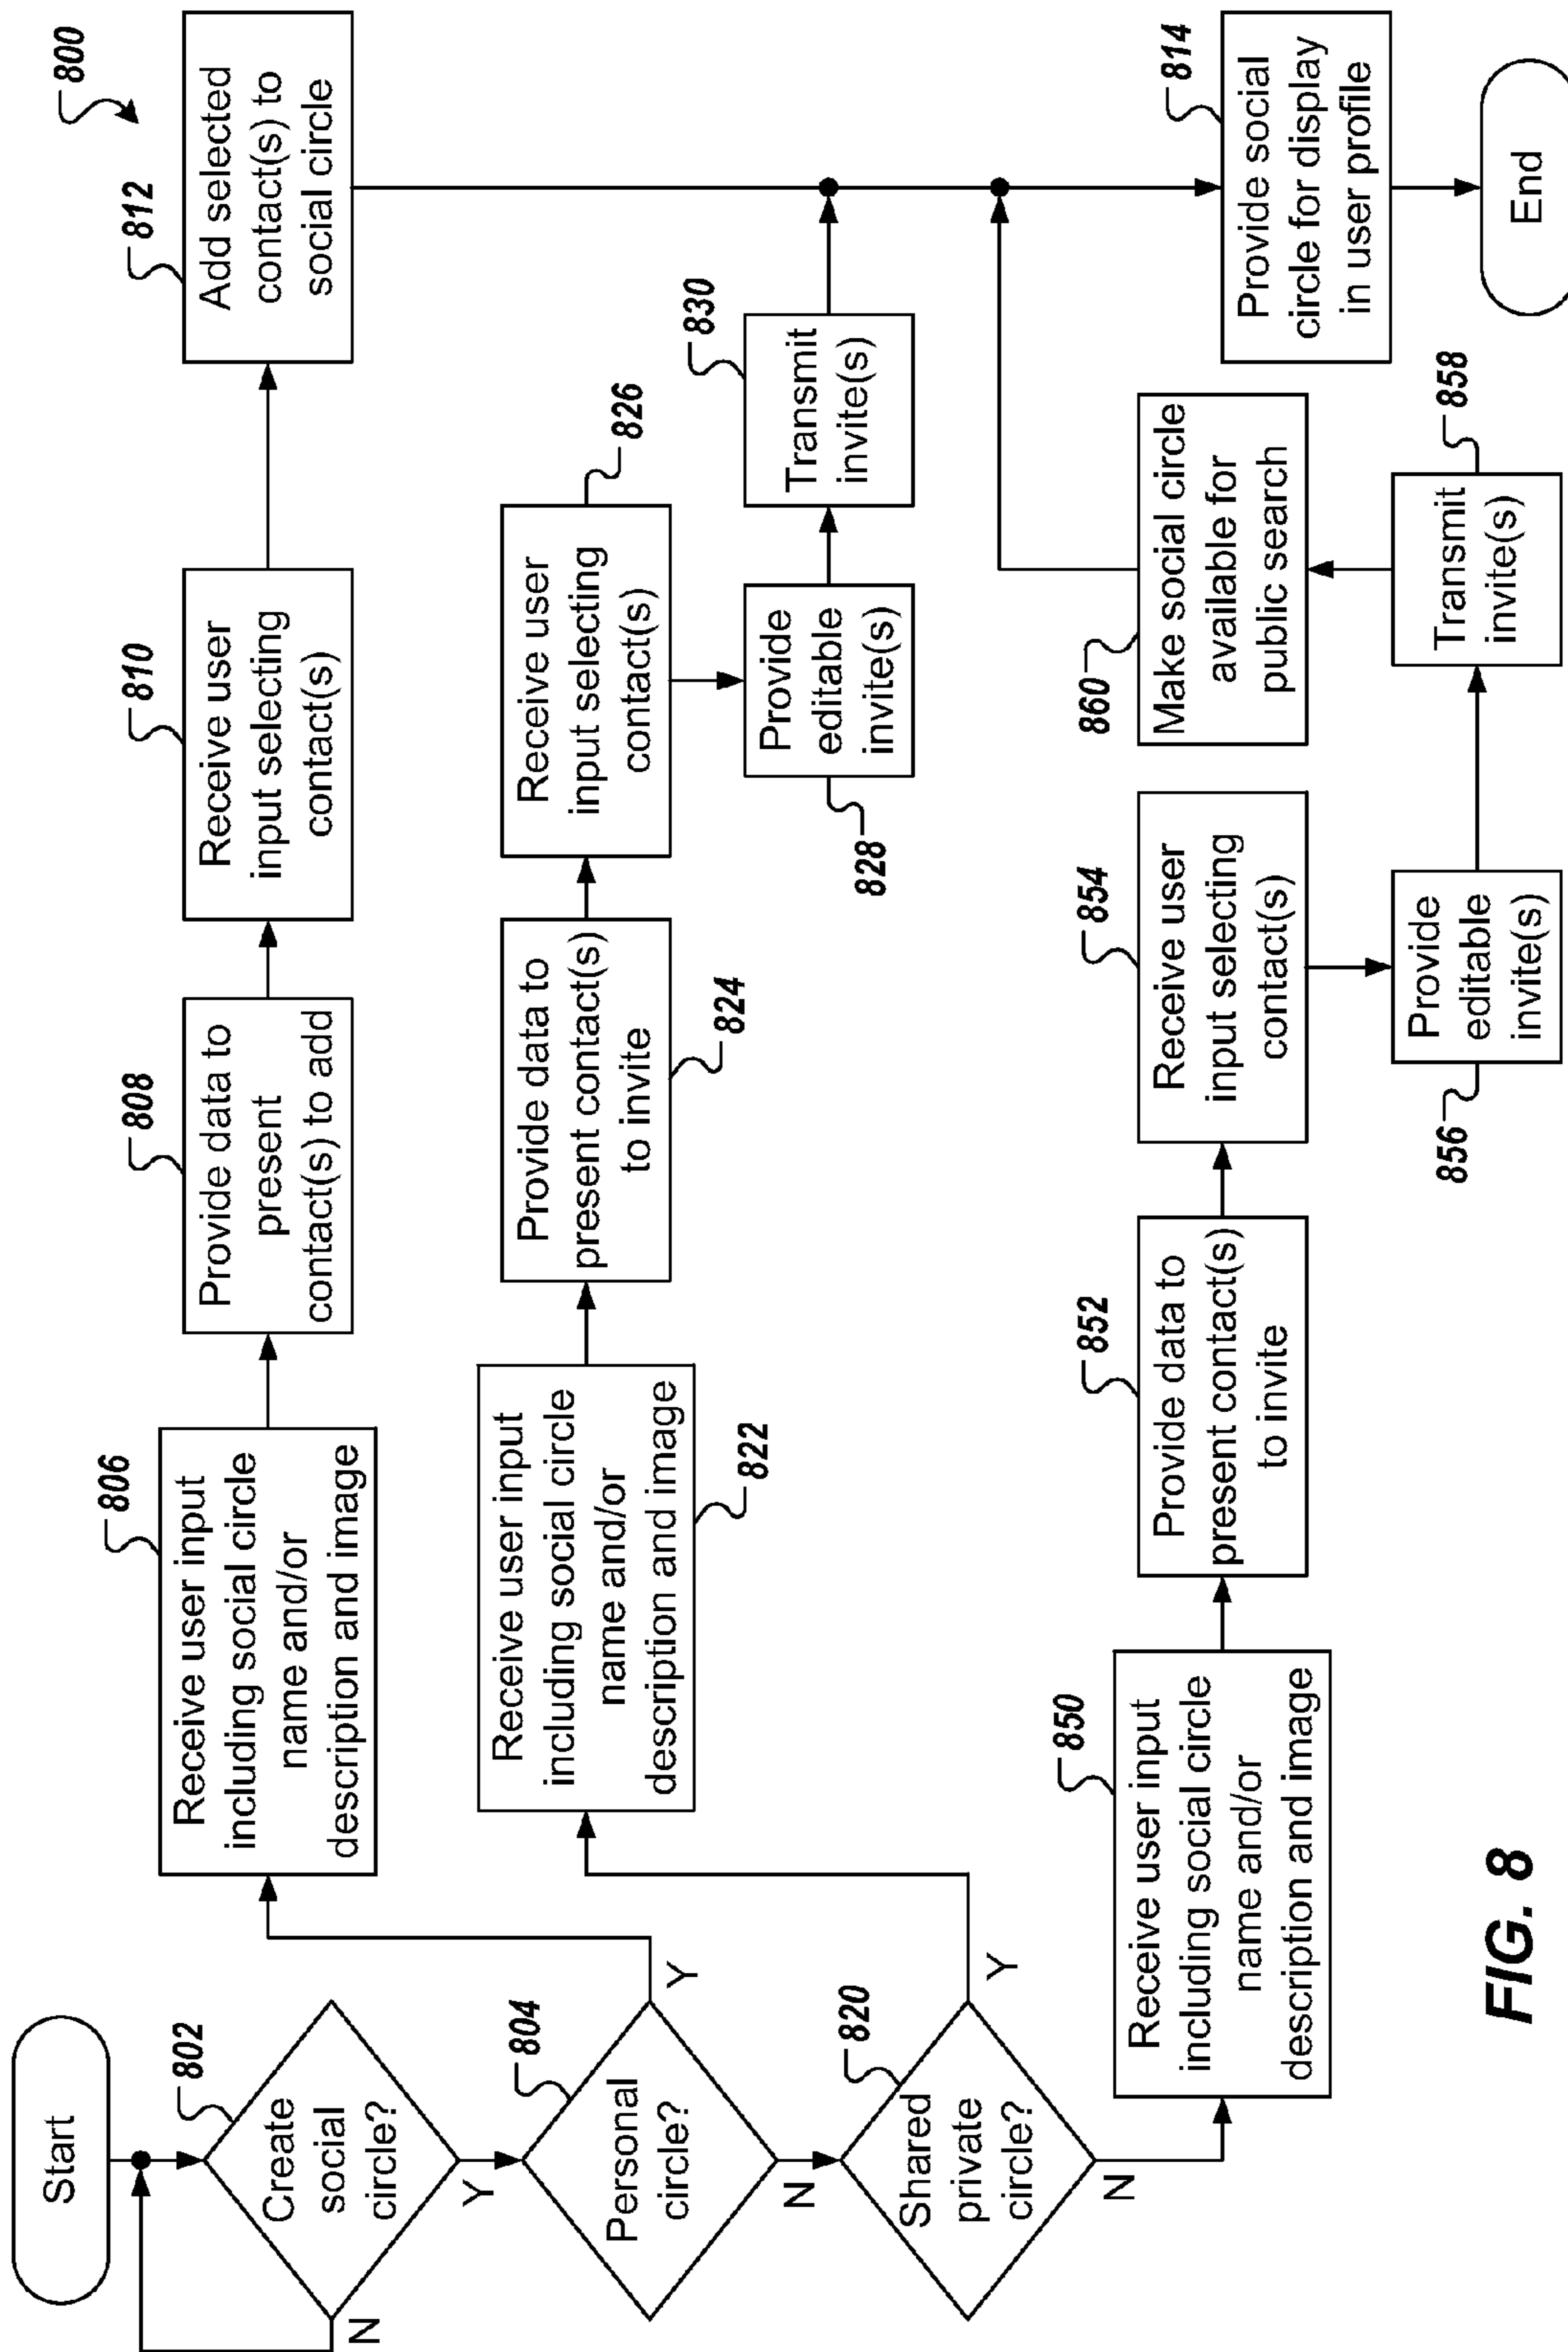 800
Start
802
Create
social
circle?
N
Y
804
Personal
circle?
Y
N
820
Shared
private
circle?
Y
N
806
Receive user input
including social circle
name and/or
description and image
808
Provide data to
present
contact(s) to add
810
Receive user
input selecting
contact(s)
812
Add selected
contact(s) to
social circle
822
Receive user input
including social circle
name and/or
description and image
824
Provide data to
present contact(s)
to invite
826
Receive user
input selecting
contact(s)
828
Provide
editable
invite(s)
830
Transmit
invite(s)
850
Receive user input
including social circle
name and/or
description and image
852
Provide data to
present contact(s)
to invite
854
Receive user
input selecting
contact(s)
856
Provide
editable
invite(s)
858
Transmit
invite(s)
860
Make social circle
available for
public search
814
Provide social
circle for display
in user profile
End
FIG. 8